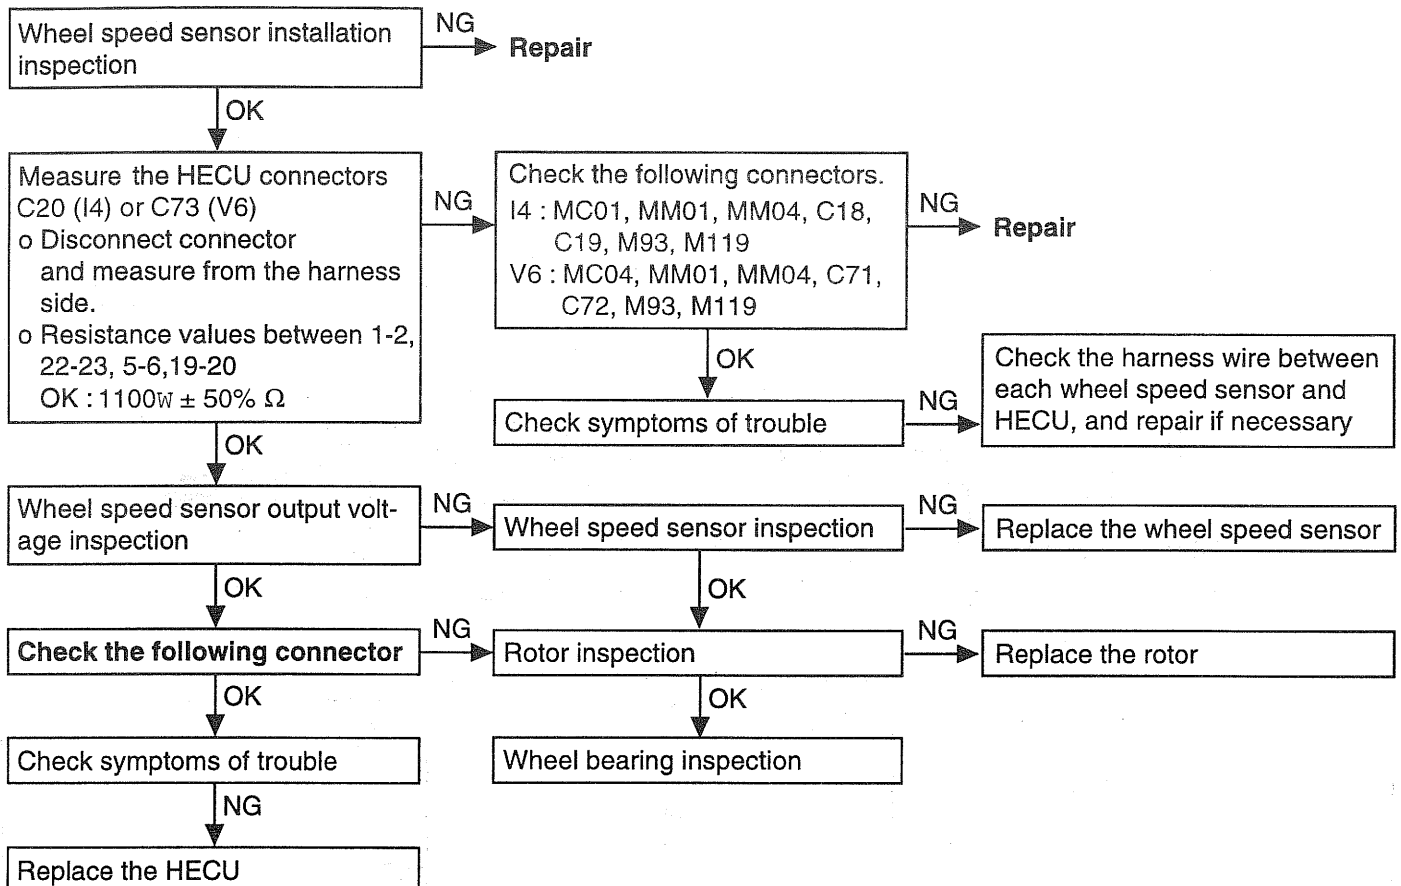 Wheel speed sensor installation
inspection
NG
Repair
OK
Measure the HECU connectors
C20 (I4) or C73 (V6)
o Disconnect connector
and measure from the harness
side.
o Resistance values between 1-2,
22-23, 5-6,19-20
OK : 1100W ± 50% Ω
NG
Check the following connectors.
I4 : MC01, MM01, MM04, C18,
C19, M93, M119
V6 : MC04, MM01, MM04, C71,
C72, M93, M119
NG
Repair
OK
Check symptoms of trouble
NG
Check the harness wire between
each wheel speed sensor and
HECU, and repair if necessary
OK
Wheel speed sensor output volt-
age inspection
NG
Wheel speed sensor inspection
NG
Replace the wheel speed sensor
OK
OK
Check the following connector
NG
Rotor inspection
NG
Replace the rotor
OK
OK
Check symptoms of trouble
Wheel bearing inspection
NG
Replace the HECU